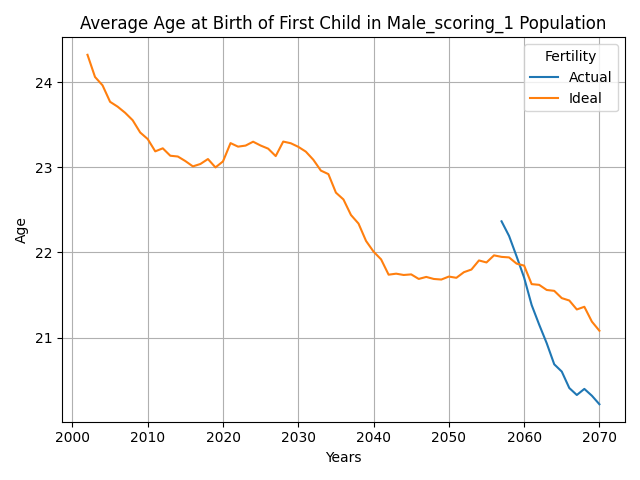 Average Age at Birth of First Child in Male_scoring_1 Population
Fertility
Actual
Ideal
24
23
22
21
Age
2000 2010 2020 2030 2040 2050 2060 2070
Years